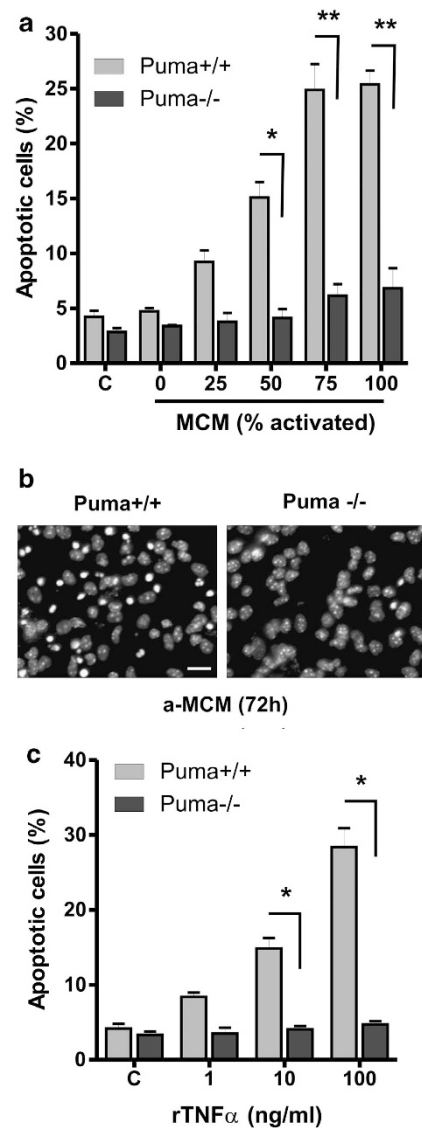 a
Apoptotic cells (%)
30
25
20
15
10
5
0
Puma+/+
Puma-/-
*
**
**
C 0 25 50 75 100
MCM (% activated)
b
Puma+/+ Puma -/-
a-MCM (72h)
c
Apoptotic cells (%)
40
30
20
10
0
Puma+/+
Puma-/-
*
*
C 1 10 100
rTNFα (ng/ml)